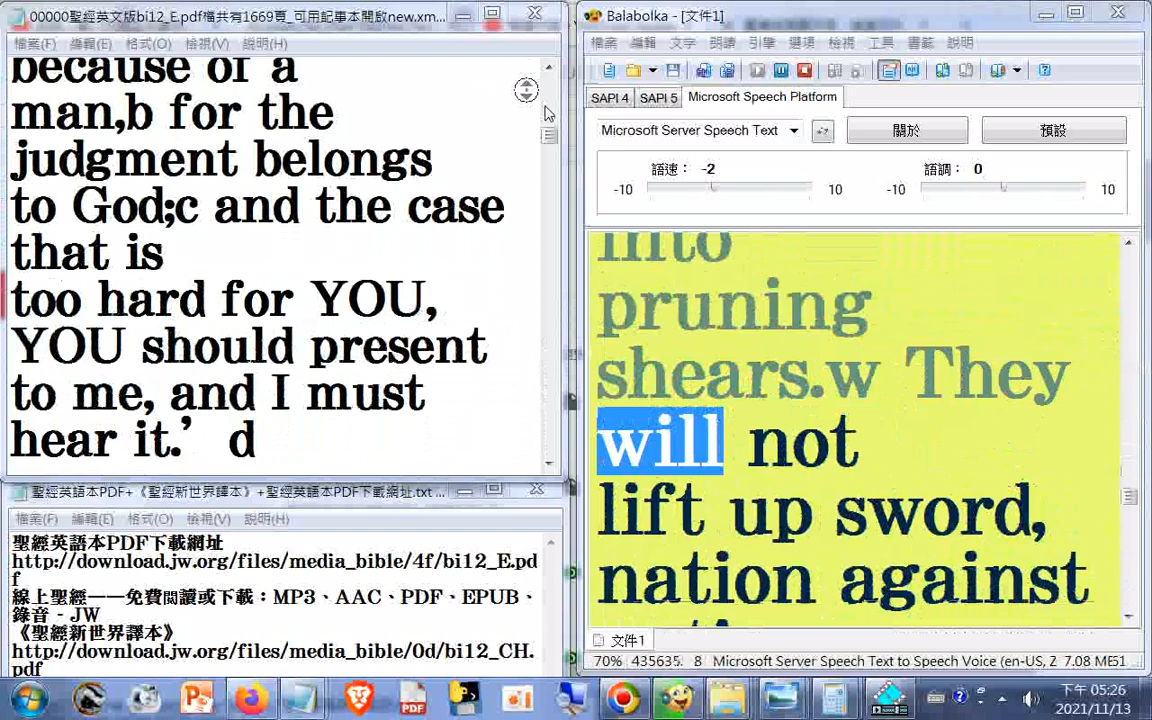 00000聖經英文版bi12_E.pdf檔共有1669頁_可用記事本開啟new.xm...
檔案(F) 編輯(E) 格式(O) 檢視(V) 說明(H)
because of a
man,b for the
judgment belongs
to God;c and the case
that is
too hard for YOU,
YOU should present
to me, and I must
hear it.’ d
聖經英語本PDF+《聖經新世界譯本》+聖經英語本PDF下載網址.txt ...
檔案(F) 編輯(E) 格式(O) 檢視(V) 說明(H)
聖經英語本PDF下載網址
http://download.jw.org/files/media_bible/4f/bi12_E.pd
f
線上聖經——免費閱讀或下載：MP3、AAC、PDF、EPUB、
錄音 - JW
《聖經新世界譯本》
http://download.jw.org/files/media_bible/0d/bi12_CH.
pdf
Balabolka - [文件1]
檔案 編輯 文字 朗讀 引擎 選項 檢視 工具 書籤 說明
SAPI 4 SAPI 5 Microsoft Speech Platform
Microsoft Server Speech Text 關於 預設
語速： -2 語調： 0
-10 10 -10 10
into
pruning
shears.w They
will not
lift up sword,
nation against
文件1
70% 435635. 8 Microsoft Server Speech Text to Speech Voice (en-US, Z 7.08 ME51
下午 05:26
2021/11/13